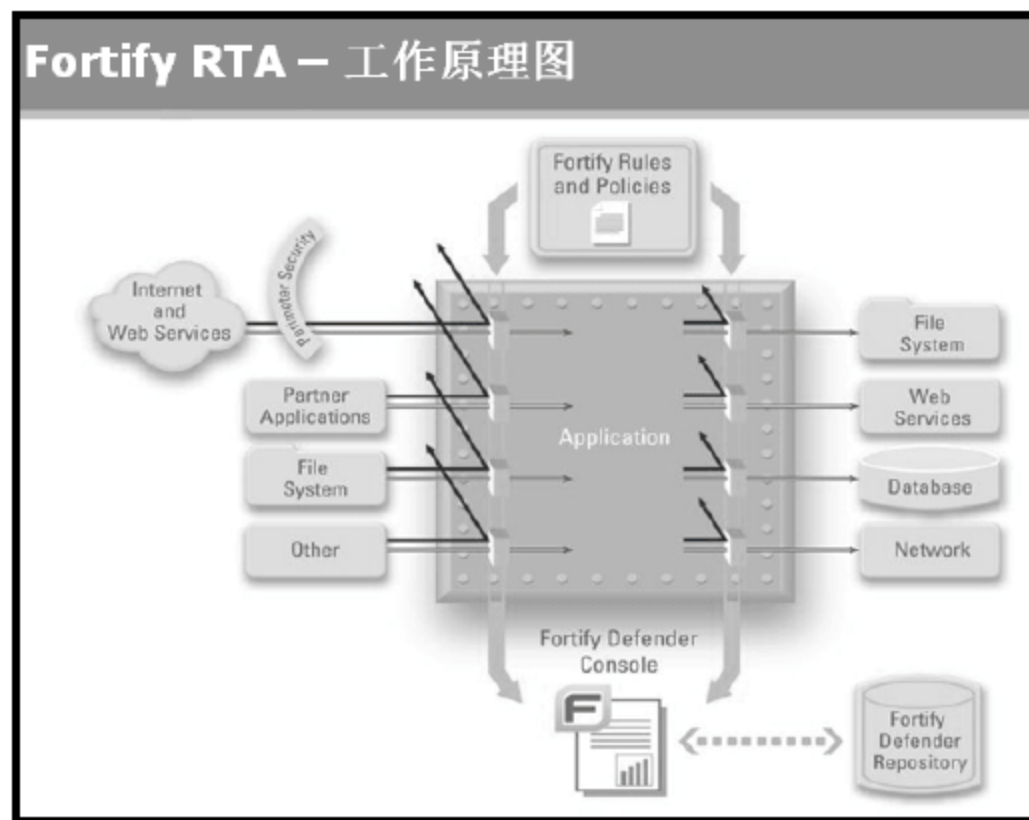 Fortify RTA – 工作原理图
Fortify Rules
and Policies
Perimeter Security
Internet
and
Web Services
Partner
Applications
File
System
Other
Application
File
System
Web
Services
Database
Network
Fortify Defender
Console
F
Fortify
Defender
Repository